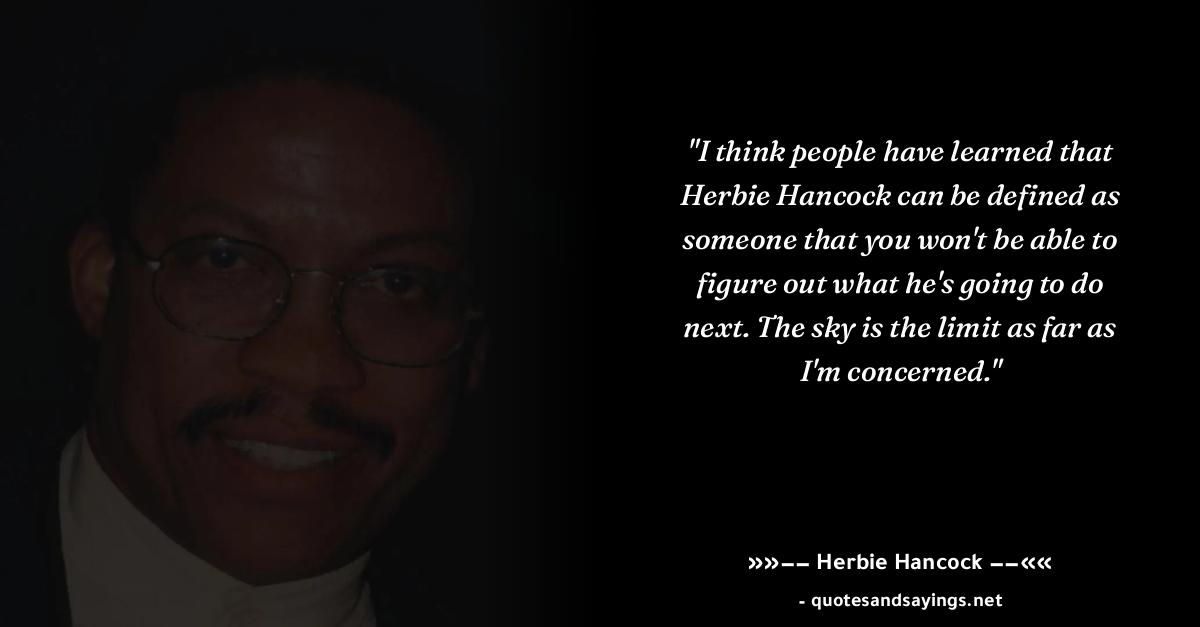 "I think people have learned that
Herbie Hancock can be defined as
someone that you won't be able to
figure out what he's going to do
next. The sky is the limit as far as
I'm concerned."
»»–– Herbie Hancock ––««
- quotesandsayings.net